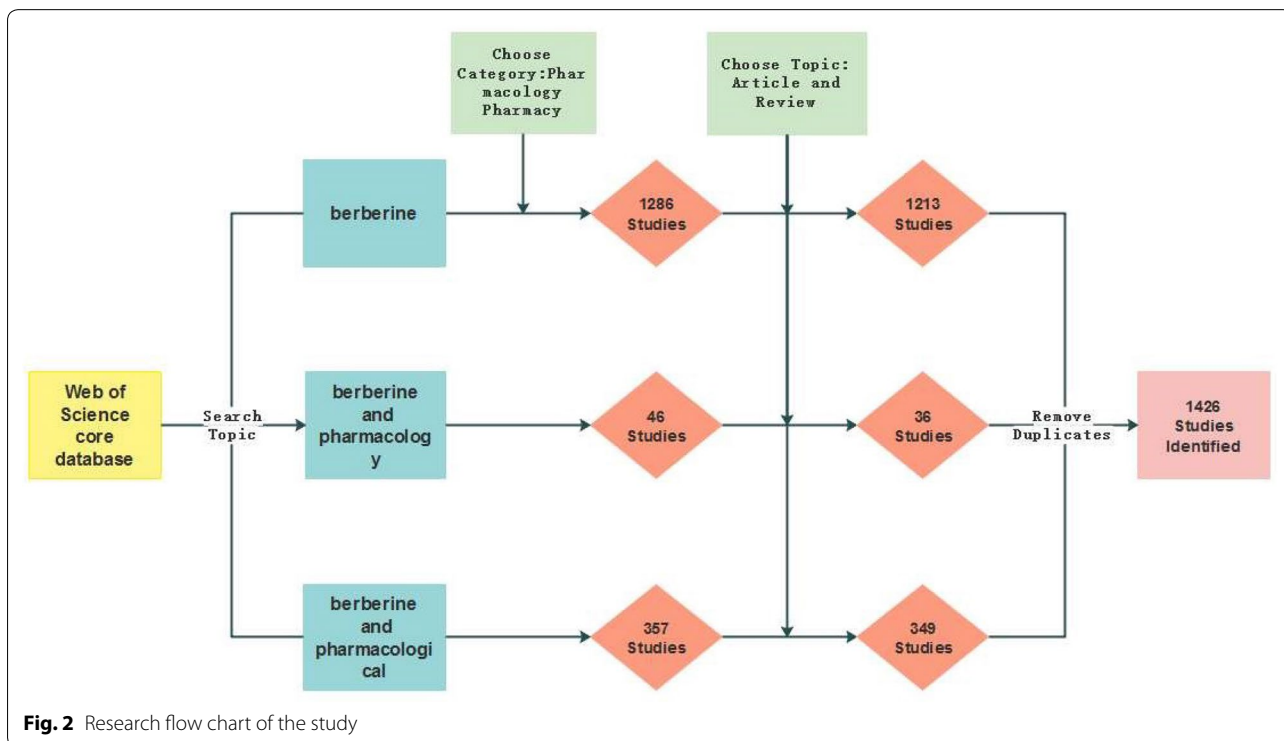 Choose
Category:Phar
macology
Pharmacy
Choose Topic:
Article and
Review
berberine
1286
Studies
1213
Studies
Web of
Science
core
database
Search
Topic
berberine
and
pharmacolog
y
46
Studies
36
Studies
Remove
Duplicates
1426
Studies
Identified
berberine
and
pharmacologi
cal
357
Studies
349
Studies
Fig. 2 Research flow chart of the study